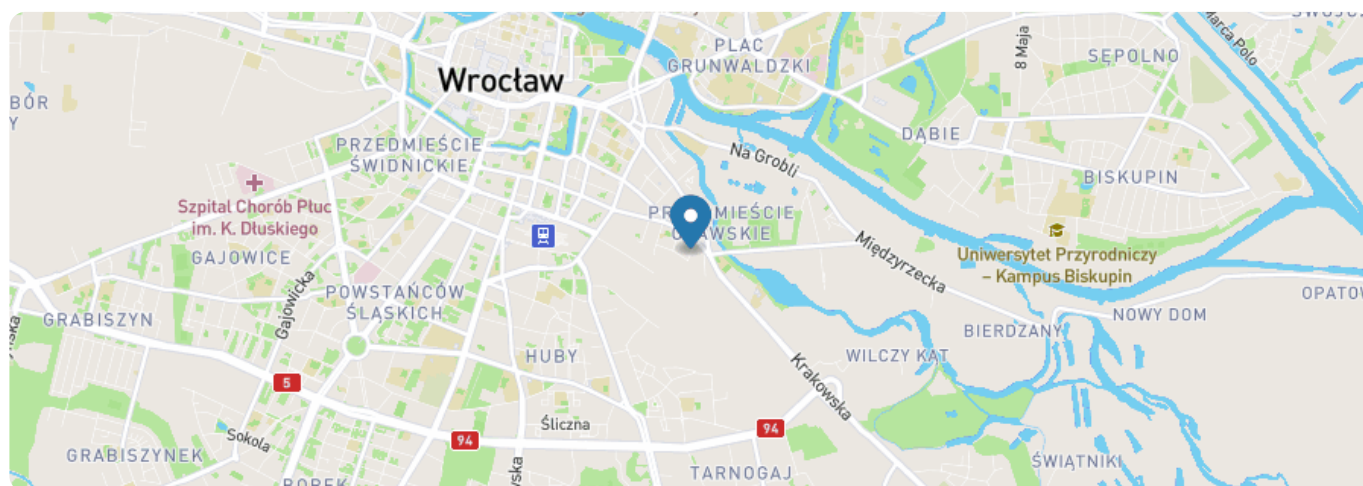 PLAC
GRUNWALDZKI
8 Maja
Marca Polo
SĘPOLNO
BÓR
Wrocław
DĄBIE
PRZEDMIEŚCIE
ŚWIDNICKIE
Na Grobli
BISKUPIN
Szpital Chorób Płuc
im. K. Dłuskiego
GAJOWICE
Uniwersytet Przyrodniczy
– Kampus Biskupin
Międzyrzecka
Gajowicka
POWSTAŃCÓW
ŚLĄSKICH
OPATOW
GRABISZYN
NOWY DOM
BIERDZANY
HUBY
WILCZY KĄT
Krakowska
5
Śliczna
94
94
Sokola
GRABISZYNEK
TARNOGAJ
ŚWIĄTNIKI